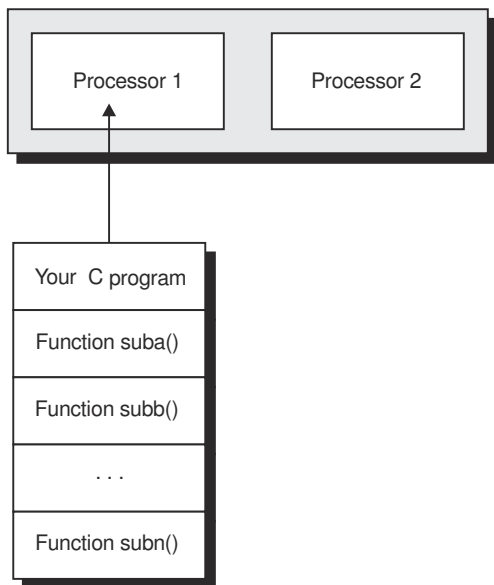 Processor 1
Processor 2
Your C program
Function suba()
Function subb()
. . .
Function subn()